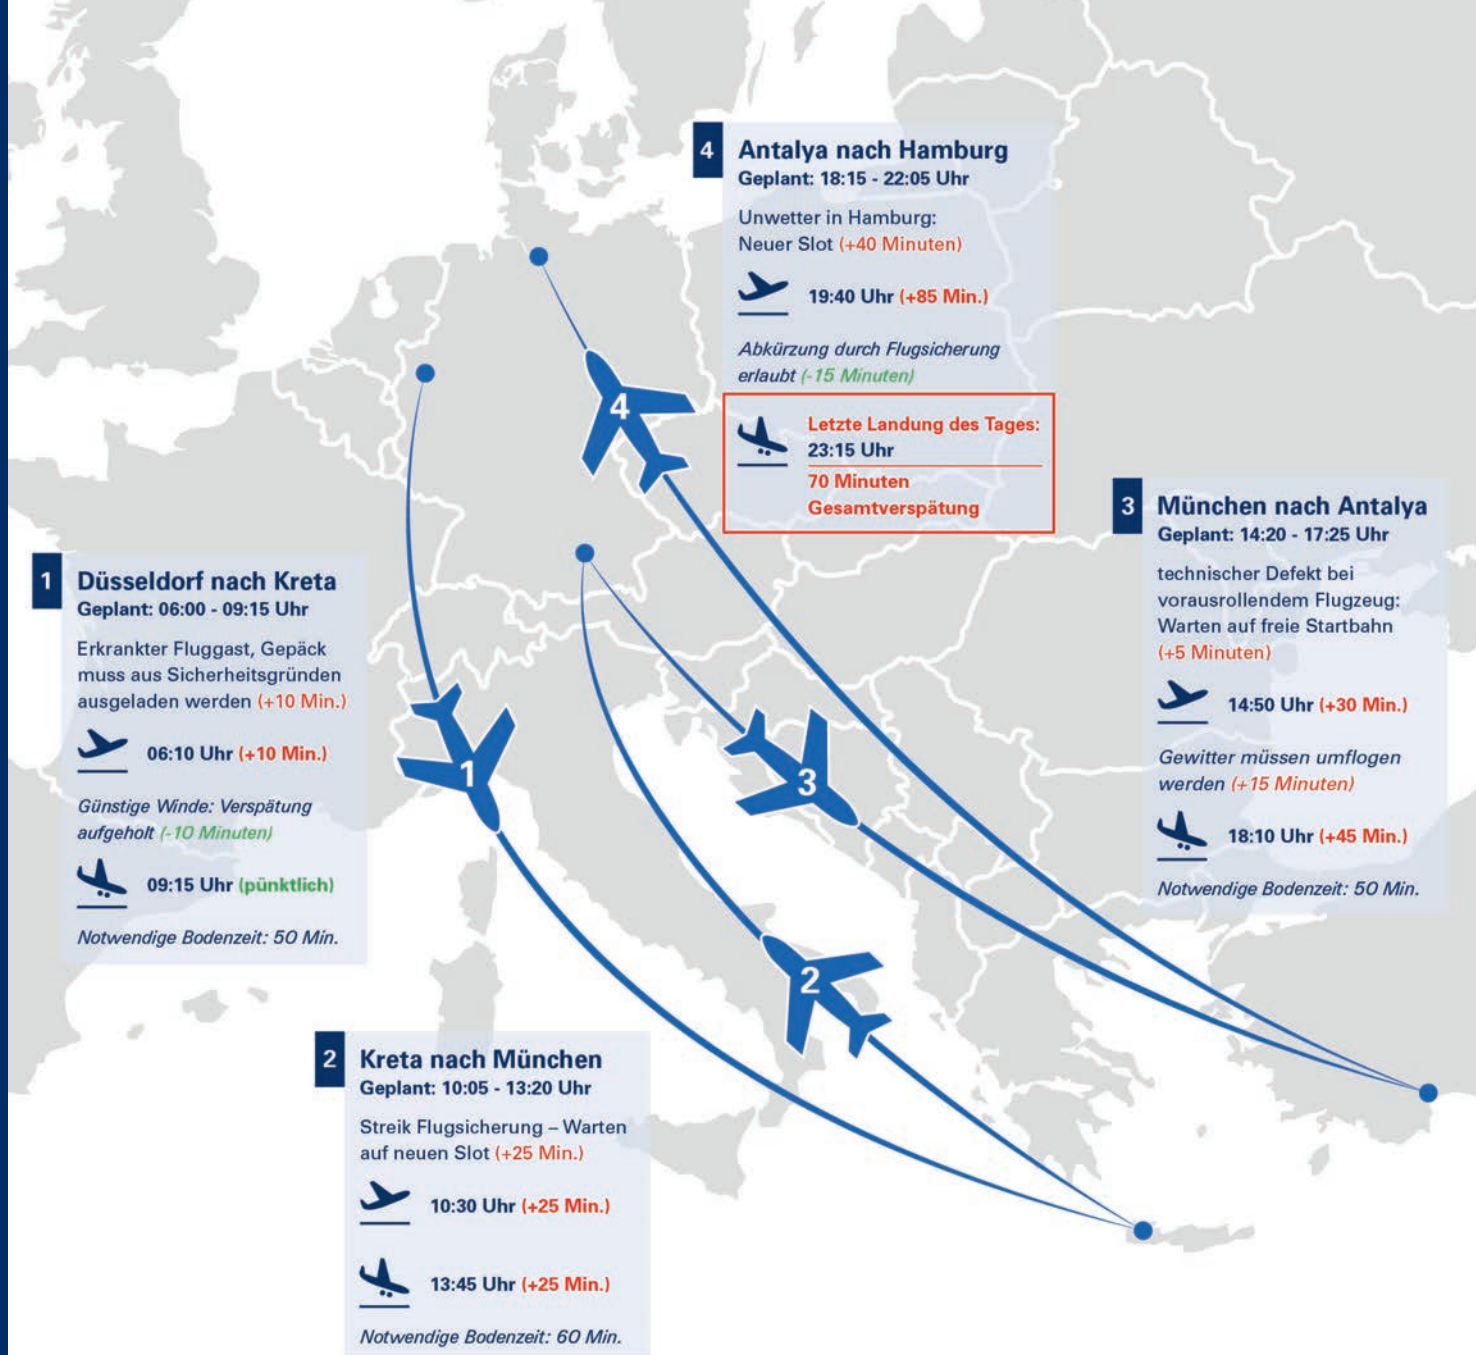 1
Düsseldorf nach Kreta
Geplant: 06:00 - 09:15 Uhr
Erkrankter Fluggast, Gepäck
muss aus Sicherheitsgründen
ausgeladen werden (+10 Min.)
06:10 Uhr (+10 Min.)
Günstige Winde: Verspätung
aufgeholt (-10 Minuten)
09:15 Uhr (pünktlich)
Notwendige Bodenzeit: 50 Min.
2
Kreta nach München
Geplant: 10:05 - 13:20 Uhr
Streik Flugsicherung – Warten
auf neuen Slot (+25 Min.)
10:30 Uhr (+25 Min.)
13:45 Uhr (+25 Min.)
Notwendige Bodenzeit: 60 Min.
3
München nach Antalya
Geplant: 14:20 - 17:25 Uhr
technischer Defekt bei
vorausrollendem Flugzeug:
Warten auf freie Startbahn
(+5 Minuten)
14:50 Uhr (+30 Min.)
Gewitter müssen umflogen
werden (+15 Minuten)
18:10 Uhr (+45 Min.)
Notwendige Bodenzeit: 50 Min.
4
Antalya nach Hamburg
Geplant: 18:15 - 22:05 Uhr
Unwetter in Hamburg:
Neuer Slot (+40 Minuten)
19:40 Uhr (+85 Min.)
Abkürzung durch Flugsicherung
erlaubt (-15 Minuten)
Letzte Landung des Tages:
23:15 Uhr
70 Minuten
Gesamtverspätung
1
2
3
4